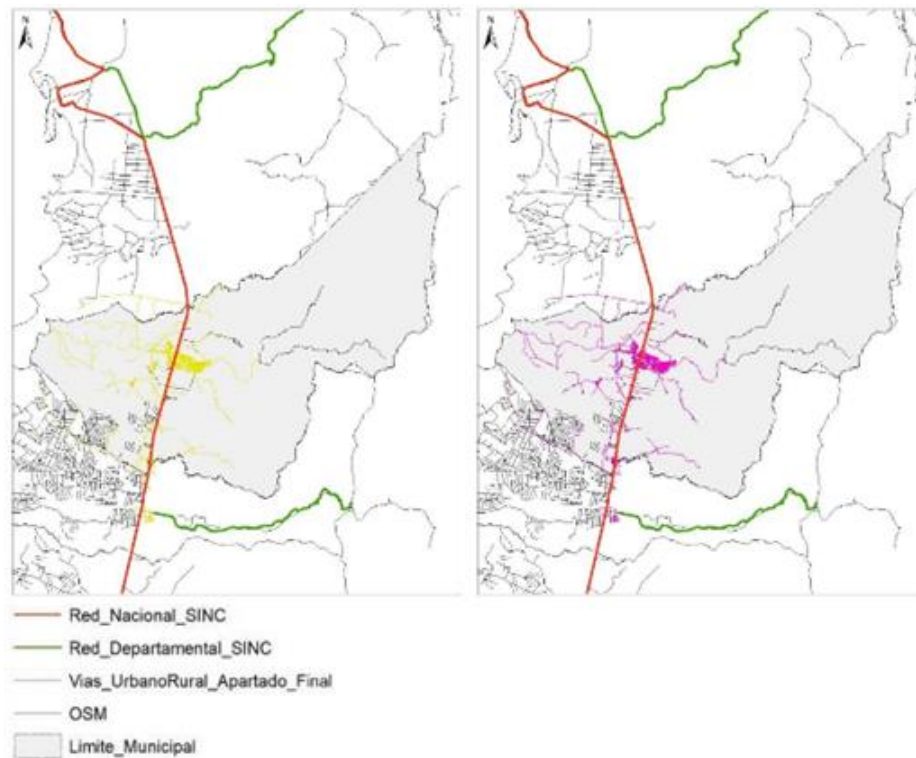 N
N
Red_Nacional_SINC
Red_Departamental_SINC
Vias_UrbanoRural_Apartado_Final
OSM
Limite_Municipal